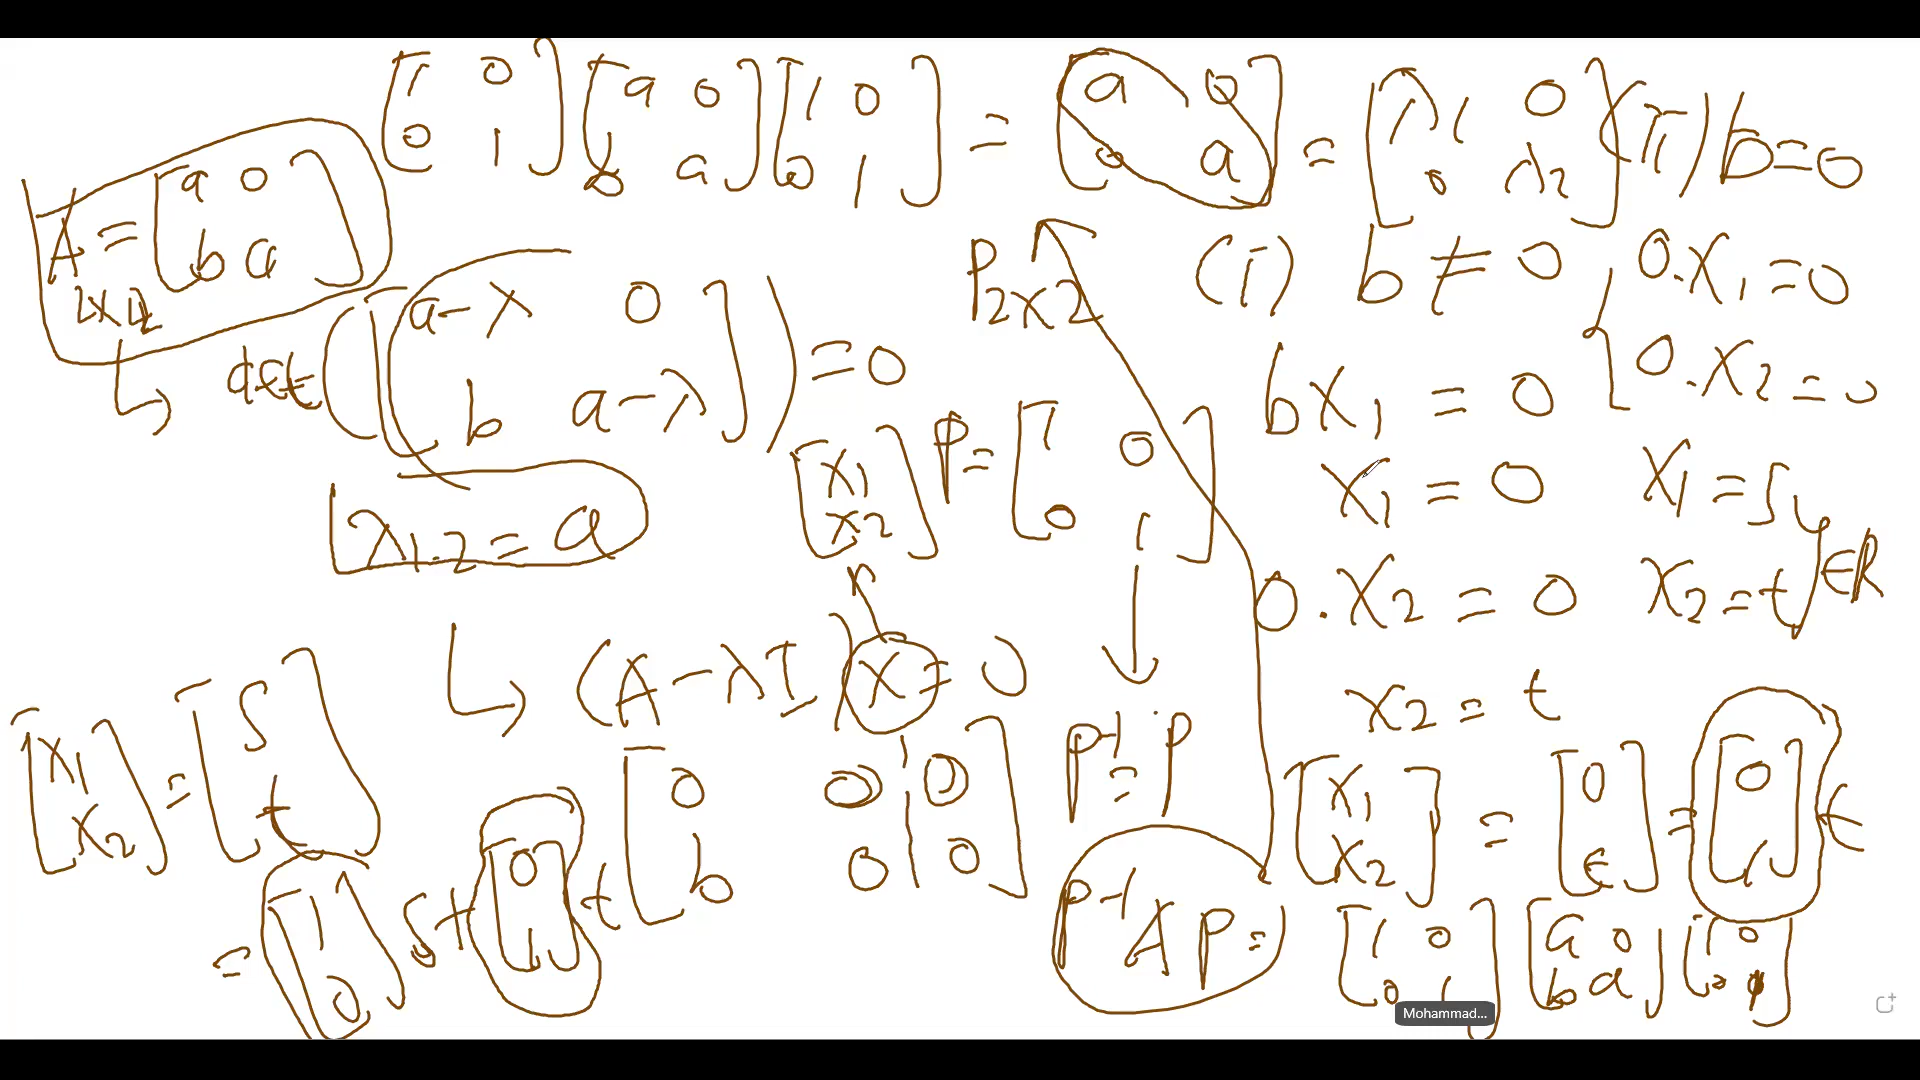 [1 0; 0 1] [a 0; b a] [1 0; 0 1] = [a 0; 0 a] = [λ1 0; 0 λ2] (II) b=0
A = [a 0; b a]
2x2
(I) b ≠ 0
0.x1=0
0.x2=0
P2x2
det([a-λ 0; b a-λ]) = 0
bx1 = 0
λ1,2 = a
[x1; x2] P= [1 0; 0 1]
x1 = 0
x1 = s
x2 = t
∈R
0.x2 = 0
(A-λI)x=0
x2 = t
[x1; x2] = [s; t]
[0 0 | 0; b 0 | 0]
P-1 = P
[x1; x2] = [0; t] = [0; 1] t
= [1; 0] s + [0; 1] t
P-1AP = [1 0; 0 1] [a 0; b a] [1 0; 0 1]
Mohammad...